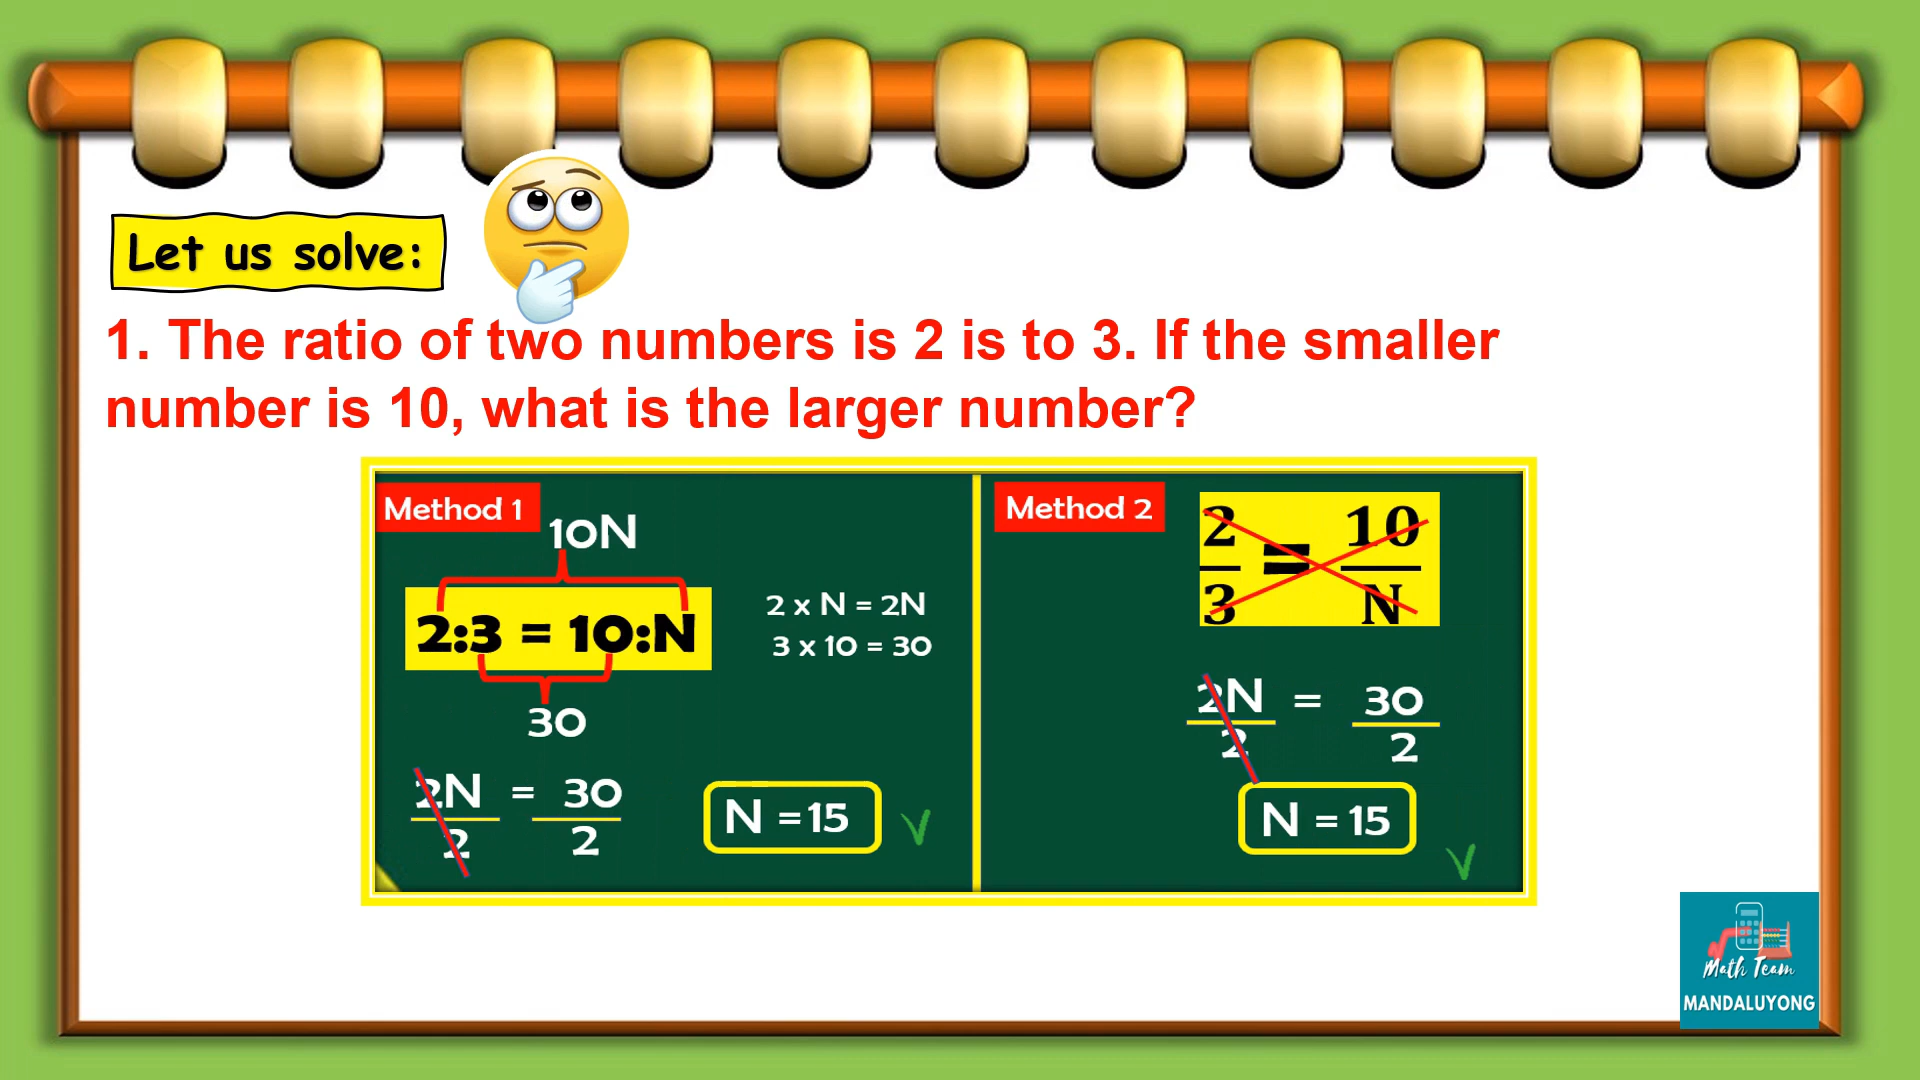 Let us solve:
1. The ratio of two numbers is 2 is to 3. If the smaller
number is 10, what is the larger number?
Method 1
10N
2:3 = 10:N
30
2 x N = 2N
3 x 10 = 30
2N = 30
2 2
N =15 √
Method 2
2 = 10
3 N
2N = 30
2 2
N = 15
√
Math Team
MANDALUYONG